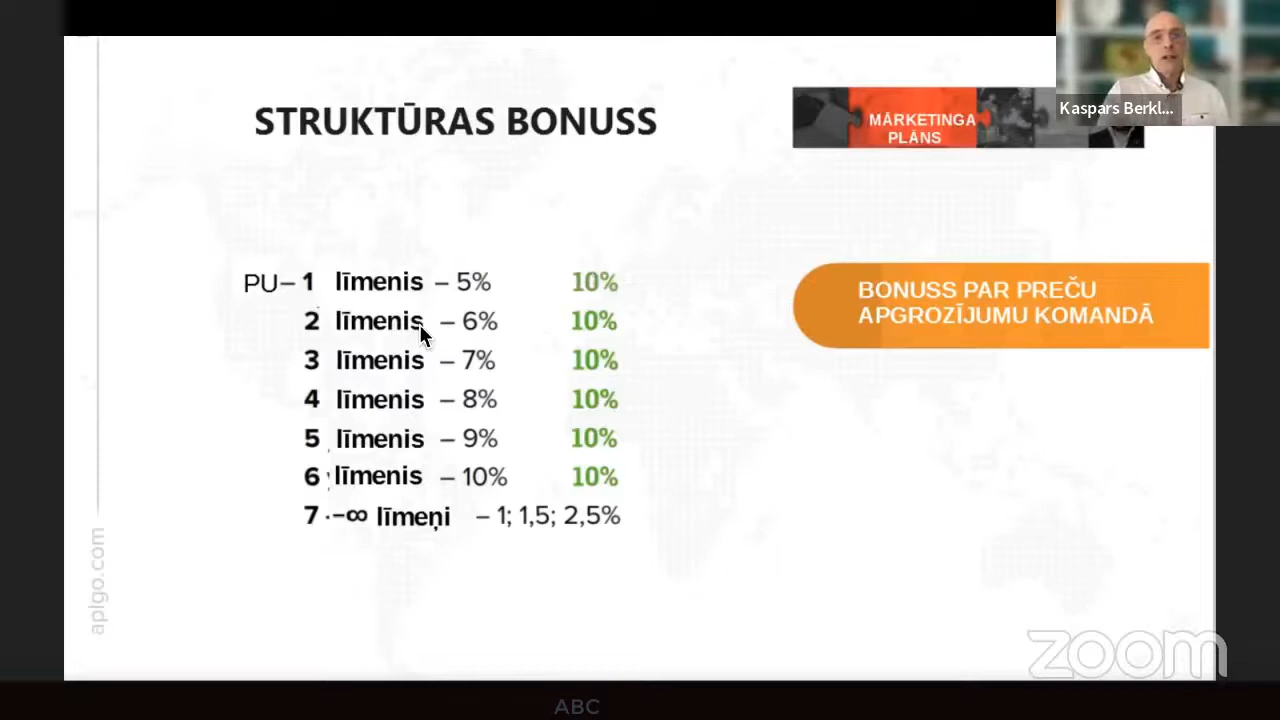 STRUKTŪRAS BONUSS
MĀRKETINGA
PLĀNS
Kaspars Berkl...
PU– 1 līmenis – 5% 10%
2 līmenis – 6% 10%
3 līmenis – 7% 10%
4 līmenis – 8% 10%
5 līmenis – 9% 10%
6 līmenis – 10% 10%
7 .–∞ līmeņi – 1; 1,5; 2,5%
BONUSS PAR PREČU
APGROZĪJUMU KOMANDĀ
aplgo.com
zoom
ABC